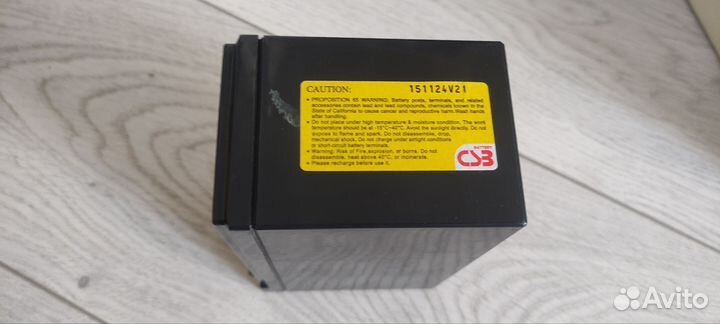 CAUTION: 151124V21
• PROPOSITION 65 WARNING: Battery posts, terminals, and related
accessories contain lead and lead compounds, chemicals known to the
State of California to cause cancer and reproductive harm. Wash hands
after handling.
• Do not place under high temperature & moisture condition. The work
temperature should be at -15°C~40°C. Avoid the sunlight directly. Do not
expose to flame and spark. Do not disassemble, drop,
mechanical shock. Do not charge under airtight conditions
or short-circuit battery terminals.
• Warning: Risk of Fire,explosion, or burns. Do not
disassemble, heat above 40°C, or incinerate.
• Please recharge before use it.
BATTERY
CSB
Avito